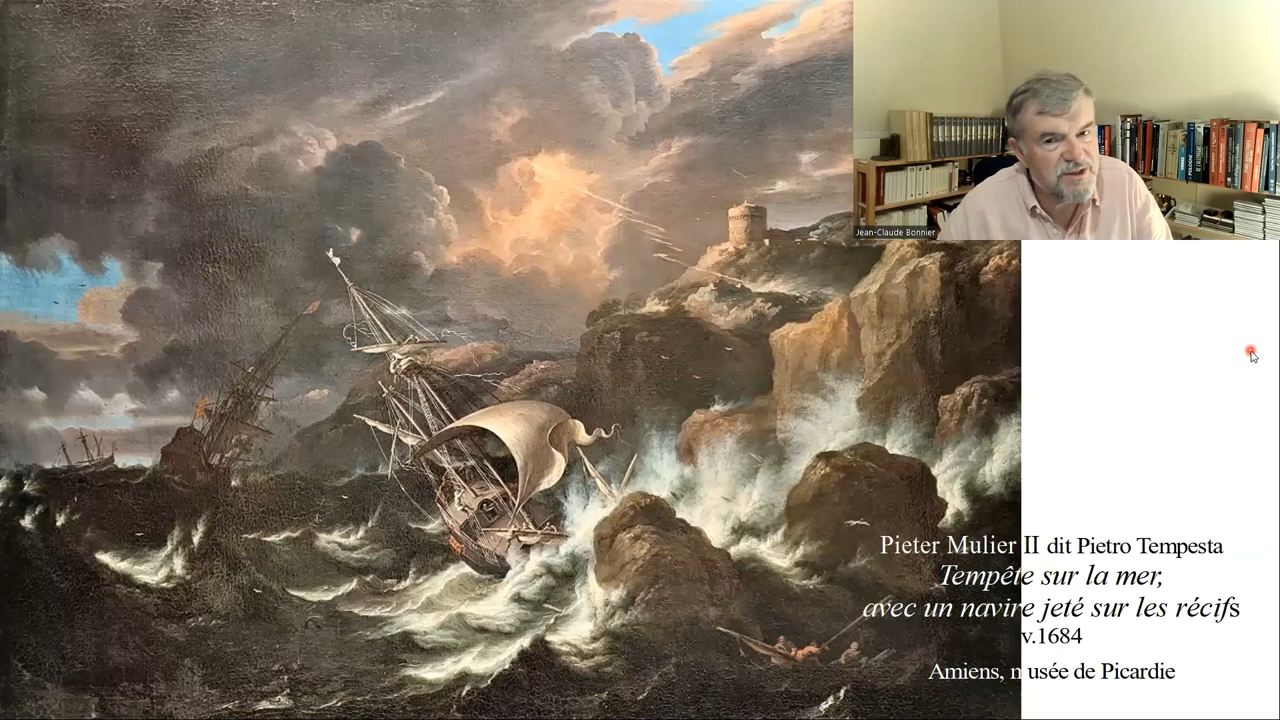 Jean-Claude Bonnier
Pieter Mulier II dit Pietro Tempesta
Tempête sur la mer,
avec un navire jeté sur les récifs
v.1684
Amiens, musée de Picardie